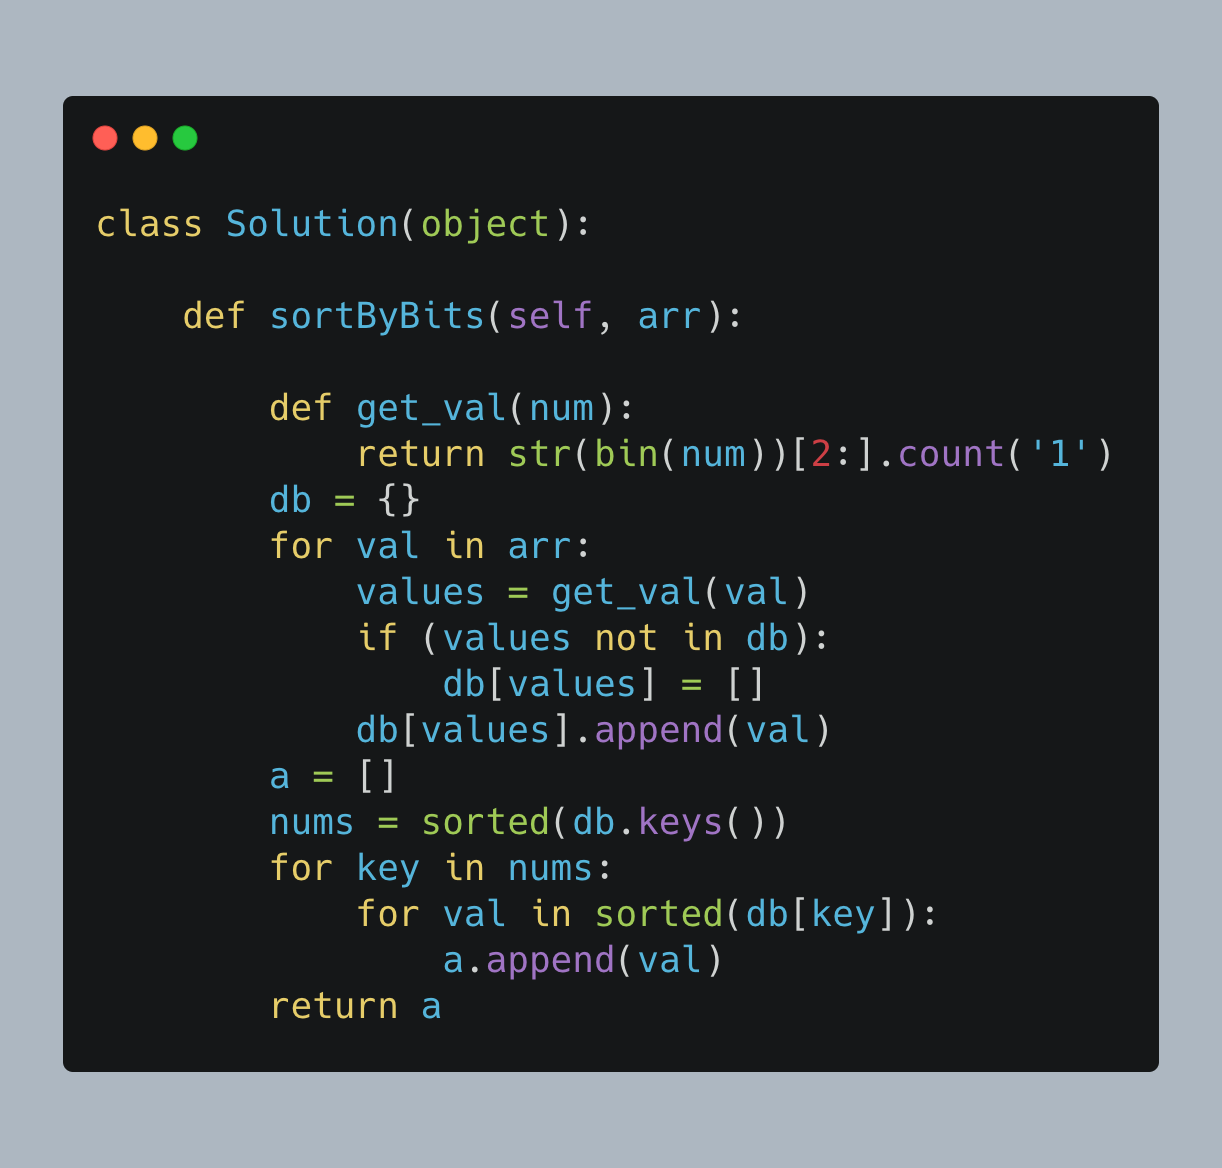 class Solution(object):

    def sortByBits(self, arr):

        def get_val(num):
            return str(bin(num))[2:].count('1')
        db = {}
        for val in arr:
            values = get_val(val)
            if (values not in db):
                db[values] = []
            db[values].append(val)
        a = []
        nums = sorted(db.keys())
        for key in nums:
            for val in sorted(db[key]):
                a.append(val)
        return a